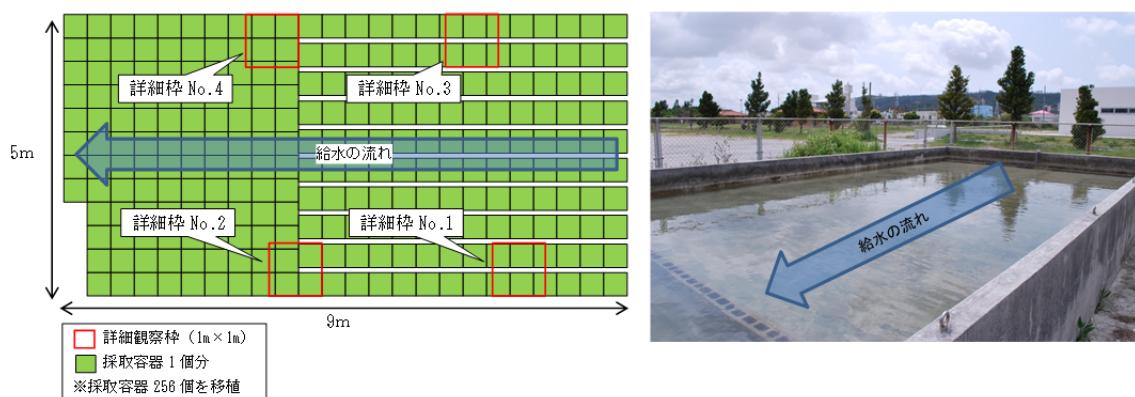 詳細枠 No.4
詳細枠 No.3
5m
給水の流れ
詳細枠 No.2
詳細枠 No.1
9m
詳細観察枠 (1m×1m)
採取容器 1 個分
※採取容器 256 個を移植
給水の流れ